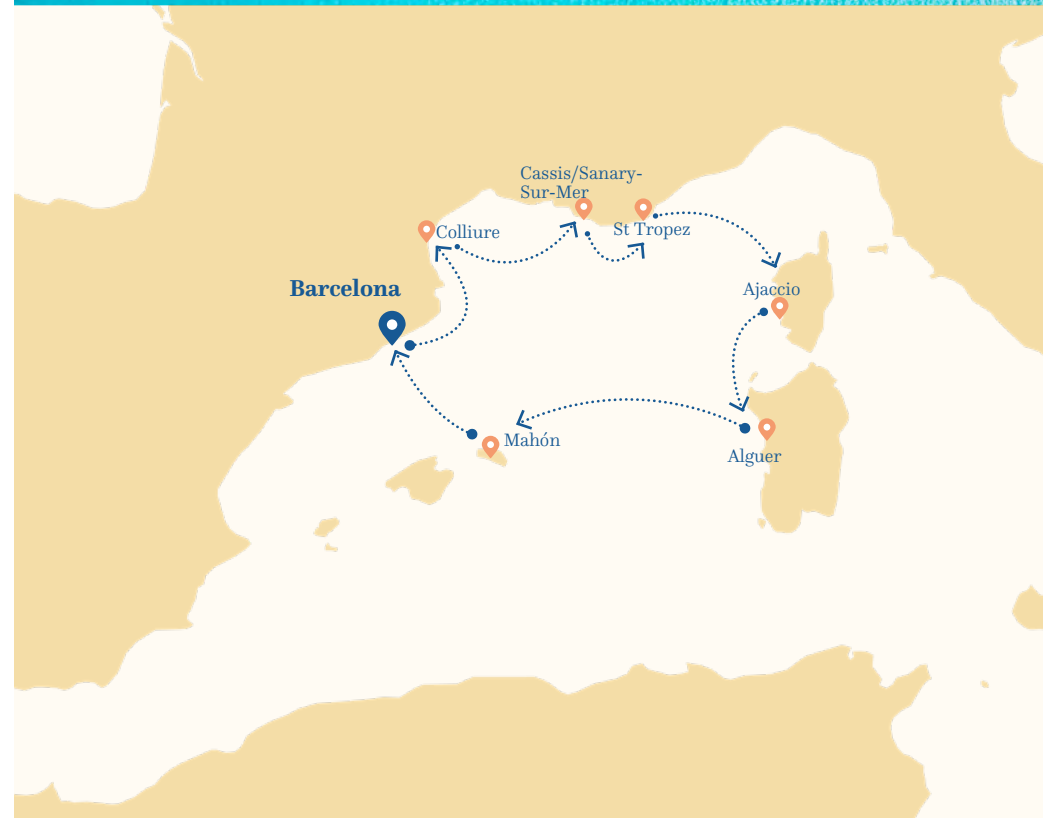 Cassis/Sanary-
Sur-Mer
St Tropez
Colliure
Barcelona
Ajaccio
Mahón
Alguer